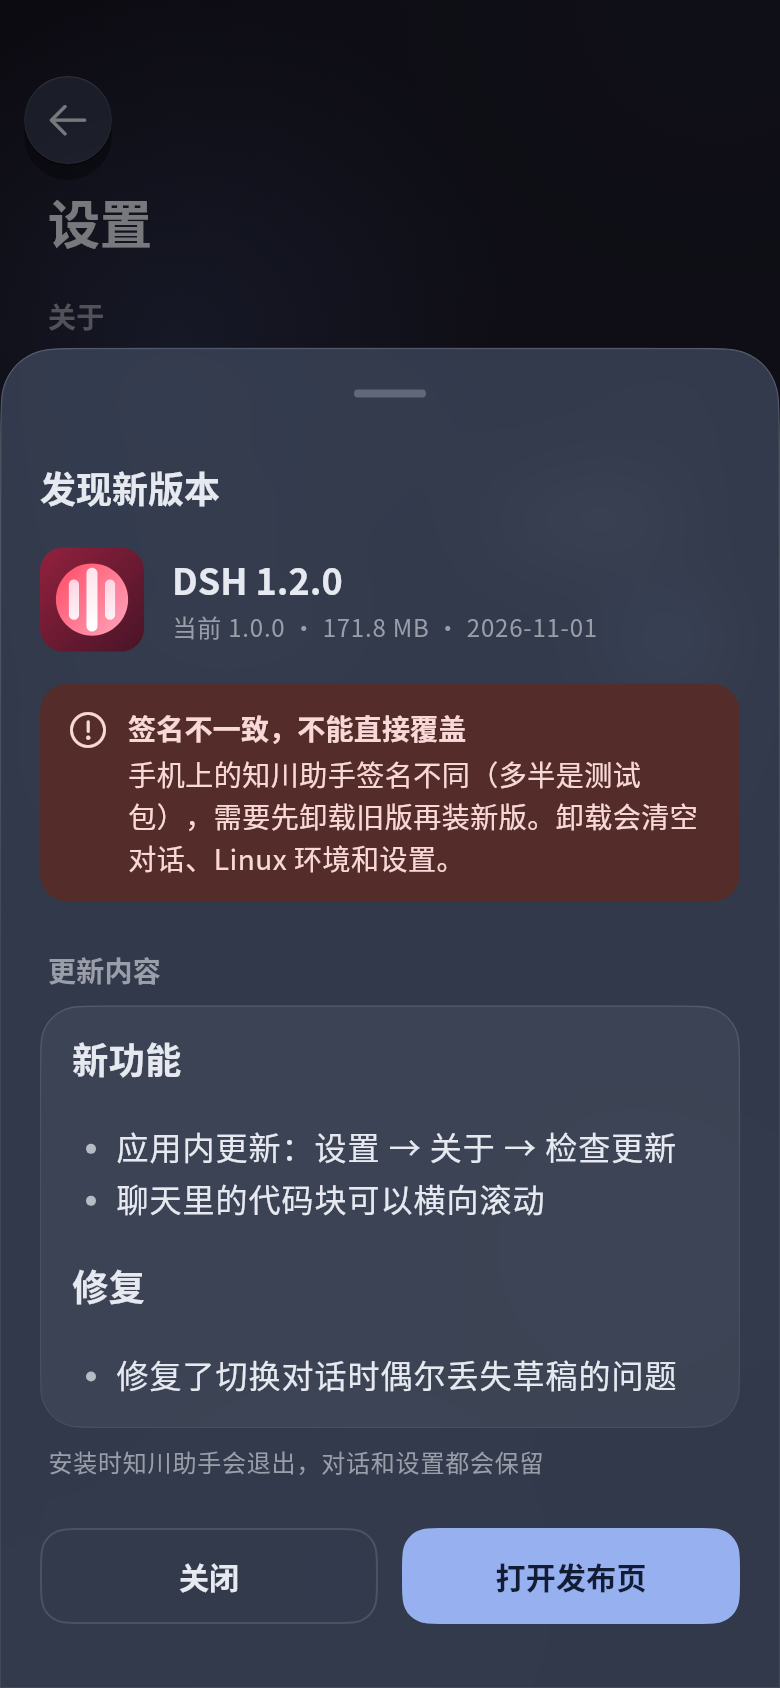 设置
关于
发现新版本
DSH 1.2.0
当前 1.0.0 · 171.8 MB · 2026-11-01
签名不一致，不能直接覆盖
手机上的知川助手签名不同（多半是测试
包），需要先卸载旧版再装新版。卸载会清空
对话、Linux 环境和设置。
更新内容
新功能
• 应用内更新：设置 → 关于 → 检查更新
• 聊天里的代码块可以横向滚动
修复
• 修复了切换对话时偶尔丢失草稿的问题
安装时知川助手会退出，对话和设置都会保留
关闭
打开发布页